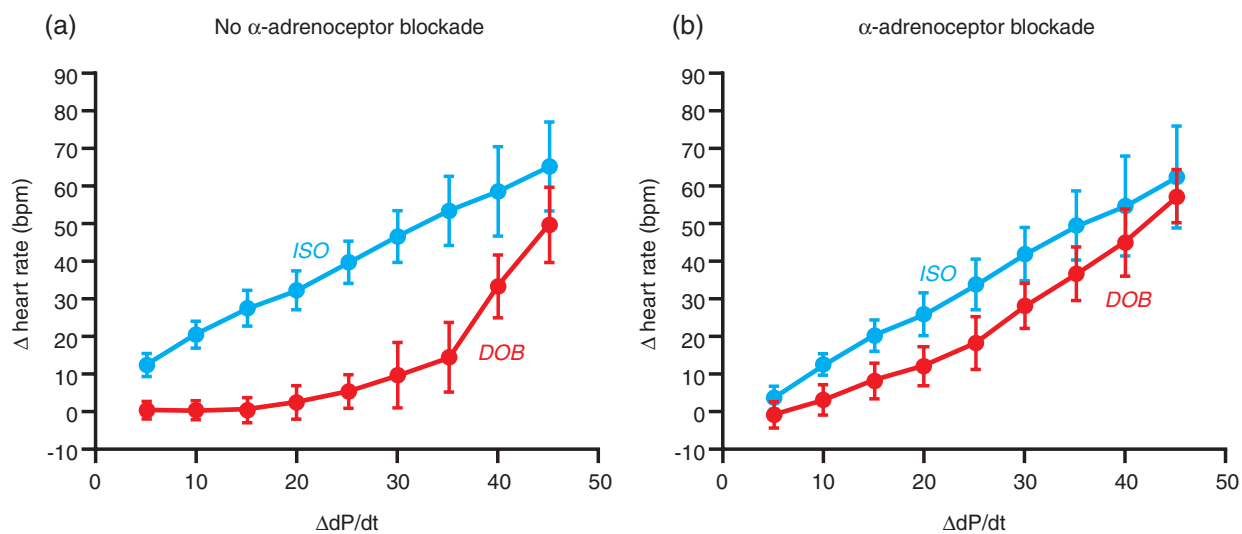 (a) No α-adrenoceptor blockade
90
80
70
60
50
40
30
20
10
0
-10
Δ heart rate (bpm)
ISO
DOB
0 10 20 30 40 50
ΔdP/dt
(b) α-adrenoceptor blockade
90
80
70
60
50
40
30
20
10
0
-10
Δ heart rate (bpm)
ISO
DOB
0 10 20 30 40 50
ΔdP/dt